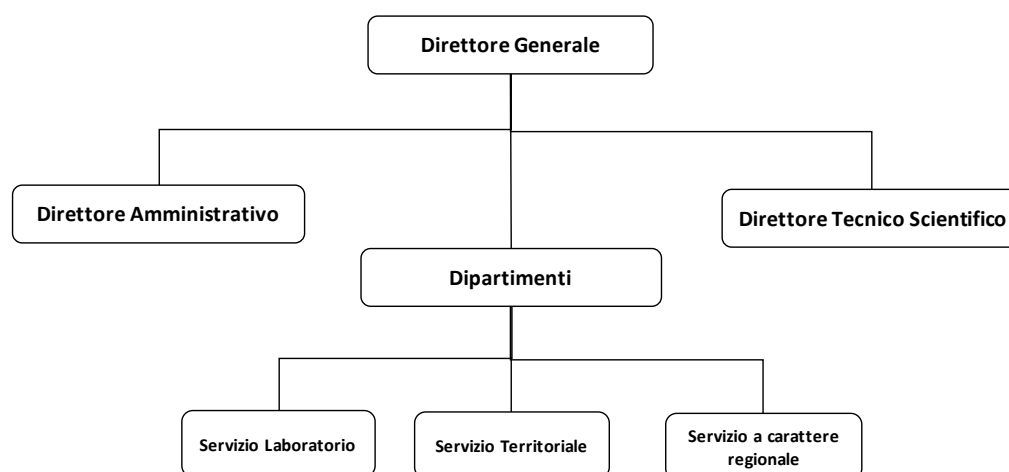 Direttore Generale
Direttore Amministrativo
Direttore Tecnico Scientifico
Dipartimenti
Servizio Laboratorio
Servizio Territoriale
Servizio a carattere
regionale